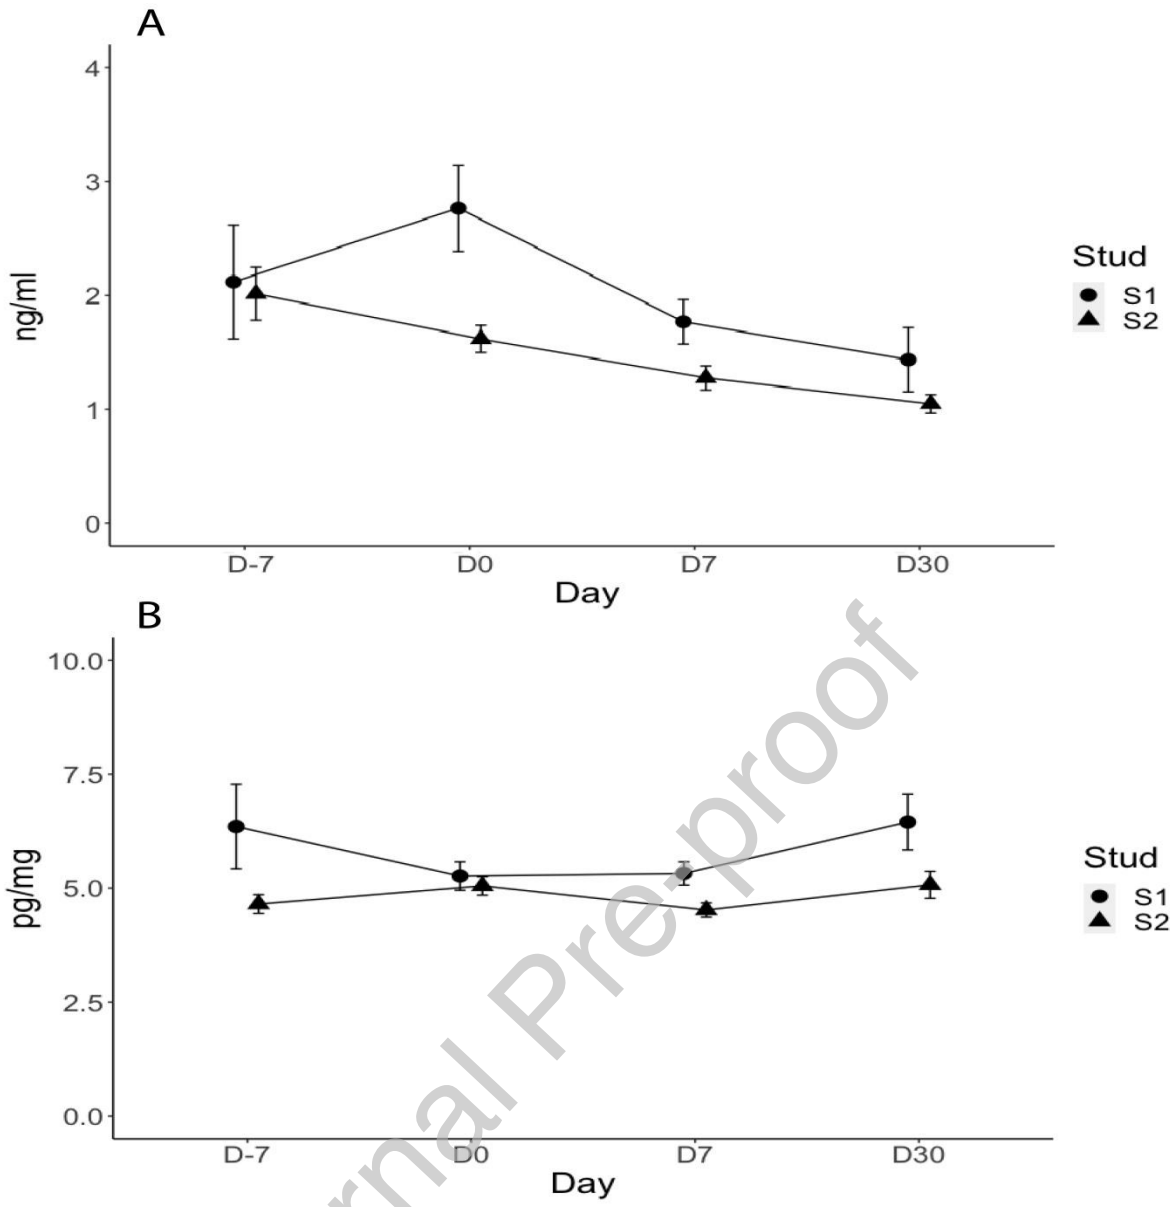 A
4
3
2
1
0
ng/ml
D-7 D0 D7 D30
Day
Stud
S1
S2
B
10.0
7.5
5.0
2.5
0.0
pg/mg
D-7 D0 D7 D30
Day
Stud
S1
S2
rnal Pre-proof